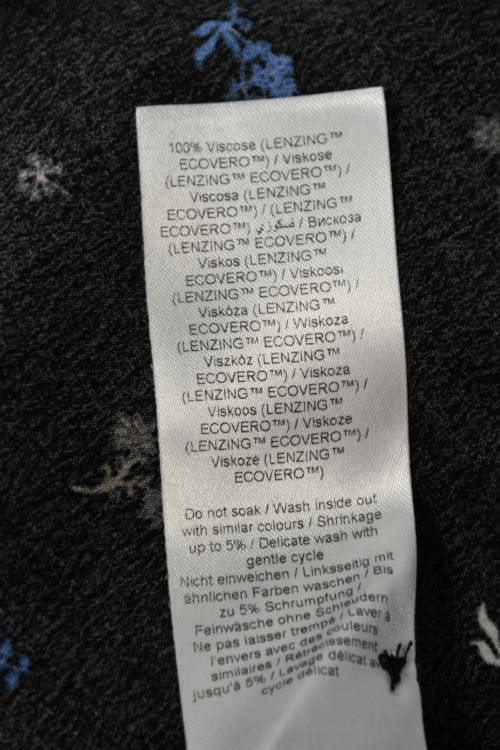 100% Viscose (LENZING™
ECOVERO™) / Viskose
(LENZING™ ECOVERO™) /
Viscosa (LENZING™
ECOVERO™) / (LENZING™
ECOVERO™) فسكوزي / Вискоза
(LENZING™ ECOVERO™) /
Viskos (LENZING™
ECOVERO™) / Viskoosi
(LENZING™ ECOVERO™) /
Viskóza (LENZING™
ECOVERO™) / Wiskoza
(LENZING™ ECOVERO™) /
Viszkóz (LENZING™
ECOVERO™) / Viskoza
(LENZING™ ECOVERO™) /
Viskoos (LENZING™
ECOVERO™) / Viskoze
(LENZING™ ECOVERO™) /
Viskozė (LENZING™
ECOVERO™)
Do not soak / Wash inside out
with similar colours / Shrinkage
up to 5% / Delicate wash with
gentle cycle
Nicht einweichen / Linksseitig mit
ähnlichen Farben waschen / Bis
zu 5% Schrumpfung /
Feinwäsche ohne Schleudern
Ne pas laisser trempé / Laver à
l'envers avec des couleurs
similaires / Rétrécissement
jusqu'à 5% / Lavage délicat
cycle délicat